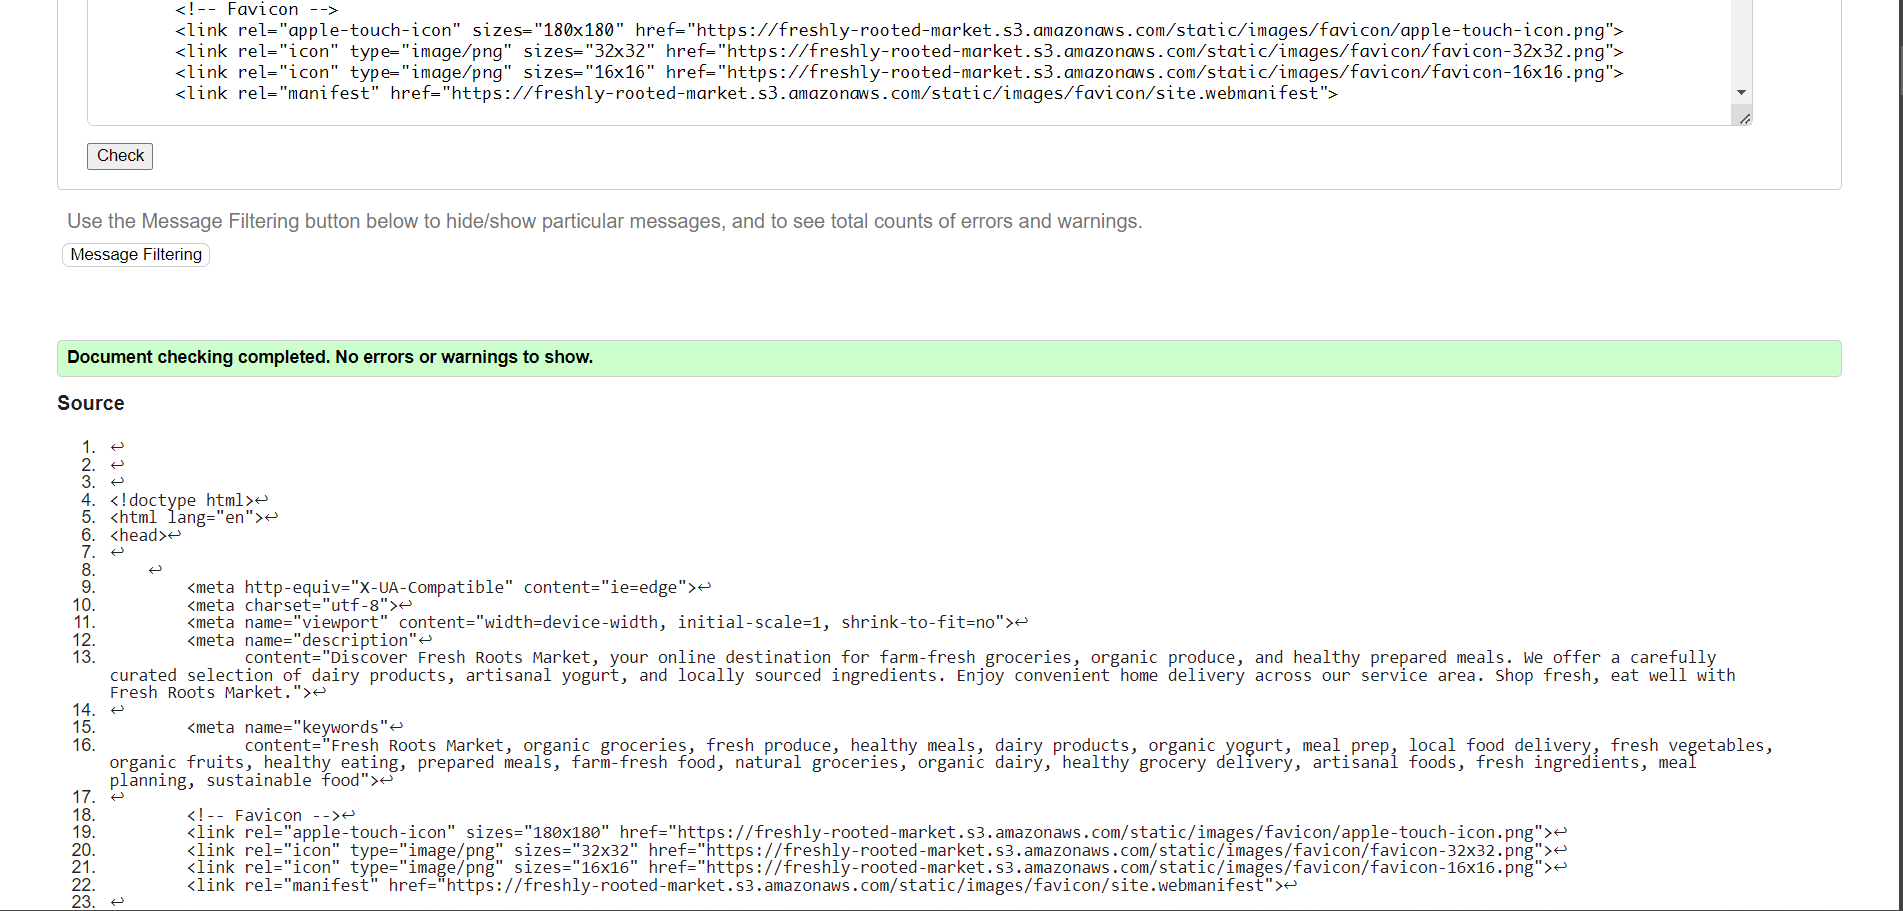 <!-- Favicon -->
<link rel="apple-touch-icon" sizes="180x180" href="https://freshly-rooted-market.s3.amazonaws.com/static/images/favicon/apple-touch-icon.png">
<link rel="icon" type="image/png" sizes="32x32" href="https://freshly-rooted-market.s3.amazonaws.com/static/images/favicon/favicon-32x32.png">
<link rel="icon" type="image/png" sizes="16x16" href="https://freshly-rooted-market.s3.amazonaws.com/static/images/favicon/favicon-16x16.png">
<link rel="manifest" href="https://freshly-rooted-market.s3.amazonaws.com/static/images/favicon/site.webmanifest">
Check
Use the Message Filtering button below to hide/show particular messages, and to see total counts of errors and warnings.
Message Filtering
Document checking completed. No errors or warnings to show.
Source
1. ↩
2. ↩
3. ↩
4. <!doctype html>↩
5. <html lang="en">↩
6. <head>↩
7. ↩
8. ↩
9. <meta http-equiv="X-UA-Compatible" content="ie=edge">↩
10. <meta charset="utf-8">↩
11. <meta name="viewport" content="width=device-width, initial-scale=1, shrink-to-fit=no">↩
12. <meta name="description"↩
13. content="Discover Fresh Roots Market, your online destination for farm-fresh groceries, organic produce, and healthy prepared meals. We offer a carefully
curated selection of dairy products, artisanal yogurt, and locally sourced ingredients. Enjoy convenient home delivery across our service area. Shop fresh, eat well with
Fresh Roots Market.">↩
14. ↩
15. <meta name="keywords"↩
16. content="Fresh Roots Market, organic groceries, fresh produce, healthy meals, dairy products, organic yogurt, meal prep, local food delivery, fresh vegetables,
organic fruits, healthy eating, prepared meals, farm-fresh food, natural groceries, organic dairy, healthy grocery delivery, artisanal foods, fresh ingredients, meal
planning, sustainable food">↩
17. ↩
18. <!-- Favicon -->↩
19. <link rel="apple-touch-icon" sizes="180x180" href="https://freshly-rooted-market.s3.amazonaws.com/static/images/favicon/apple-touch-icon.png">↩
20. <link rel="icon" type="image/png" sizes="32x32" href="https://freshly-rooted-market.s3.amazonaws.com/static/images/favicon/favicon-32x32.png">↩
21. <link rel="icon" type="image/png" sizes="16x16" href="https://freshly-rooted-market.s3.amazonaws.com/static/images/favicon/favicon-16x16.png">↩
22. <link rel="manifest" href="https://freshly-rooted-market.s3.amazonaws.com/static/images/favicon/site.webmanifest">↩
23. ↩